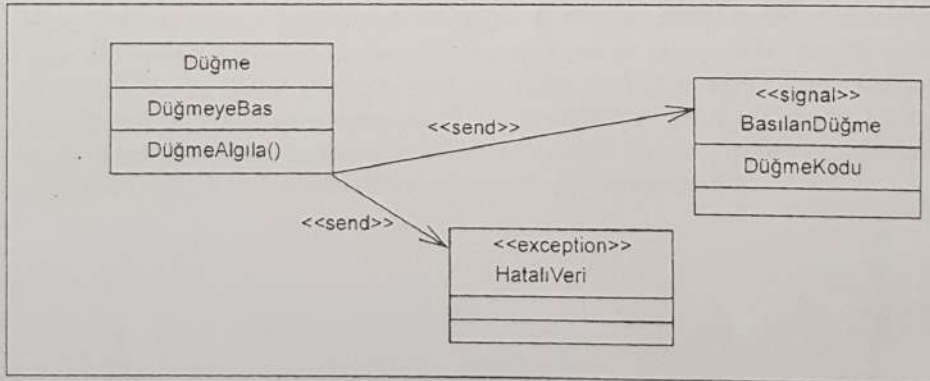 Düğme
DüğmeyeBas
DüğmeAlgıla()
<<send>>
<<signal>>
BasılanDüğme
DüğmeKodu
<<send>>
<<exception>>
HatalıVeri